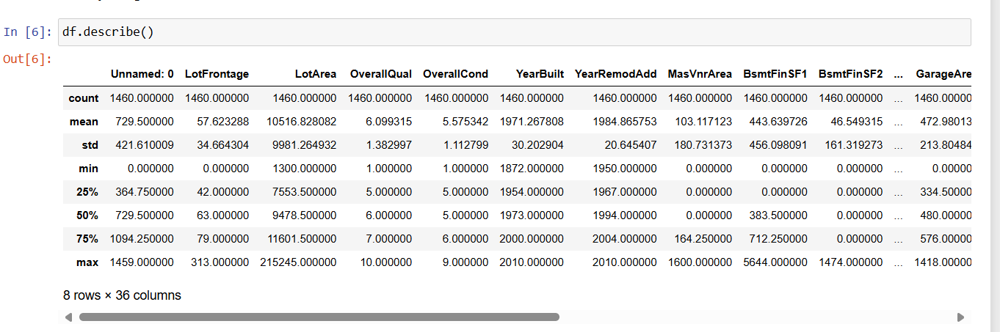 In [6]: df.describe()
Out[6]:
Unnamed: 0 LotFrontage LotArea OverallQual OverallCond YearBuilt YearRemodAdd MasVnrArea BsmtFinSF1 BsmtFinSF2 ... GarageAre
count 1460.000000 1460.000000 1460.000000 1460.000000 1460.000000 1460.000000 1460.000000 1460.000000 1460.000000 1460.000000 ... 1460.00000
mean 729.500000 57.623288 10516.828082 6.099315 5.575342 1971.267808 1984.865753 103.117123 443.639726 46.549315 ... 472.98013
std 421.610009 34.664304 9981.264932 1.382997 1.112799 30.202904 20.645407 180.731373 456.098091 161.319273 ... 213.80484
min 0.000000 0.000000 1300.000000 1.000000 1.000000 1872.000000 1950.000000 0.000000 0.000000 0.000000 ... 0.00000
25% 364.750000 42.000000 7553.500000 5.000000 5.000000 1954.000000 1967.000000 0.000000 0.000000 0.000000 ... 334.50000
50% 729.500000 63.000000 9478.500000 6.000000 5.000000 1973.000000 1994.000000 0.000000 383.500000 0.000000 ... 480.00000
75% 1094.250000 79.000000 11601.500000 7.000000 6.000000 2000.000000 2004.000000 164.250000 712.250000 0.000000 ... 576.00000
max 1459.000000 313.000000 215245.000000 10.000000 9.000000 2010.000000 2010.000000 1600.000000 5644.000000 1474.000000 ... 1418.00000
8 rows × 36 columns